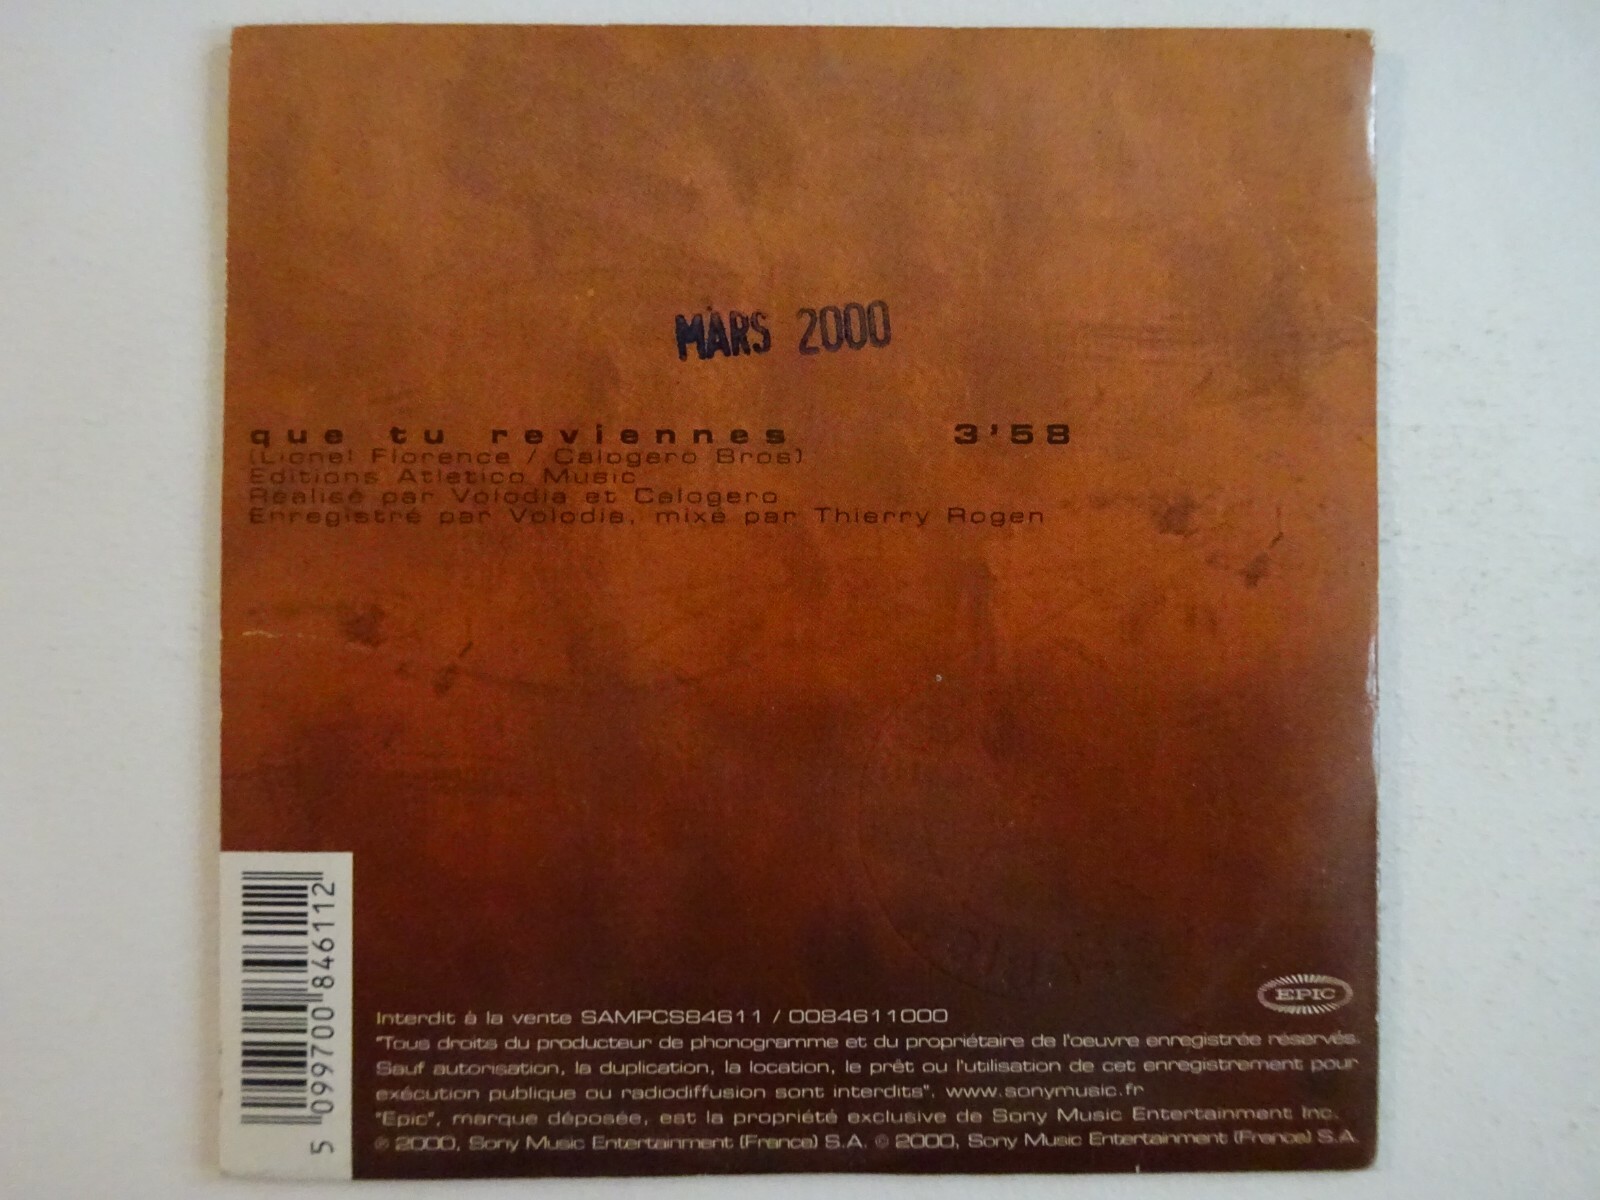 MARS 2000
que tu reviennes 3'58
(Lionel Florence / Calogero Bros)
Editions Atletico Music
Réalisé par Volodia et Calogero
Enregistré par Volodia, mixé par Thierry Rogen
5 099700 846112
EPIC
Interdit à la vente SAMPCS84611 / 0084611000
"Tous droits du producteur de phonogramme et du propriétaire de l'oeuvre enregistrée réservés.
Sauf autorisation, la duplication, la location, le prêt ou l'utilisation de cet enregistrement pour
exécution publique ou radiodiffusion sont interdits". www.sonymusic.fr
"Epic", marque déposée, est la propriété exclusive de Sony Music Entertainment Inc.
℗ 2000, Sony Music Entertainment (France) S.A. © 2000, Sony Music Entertainment (France) S.A.